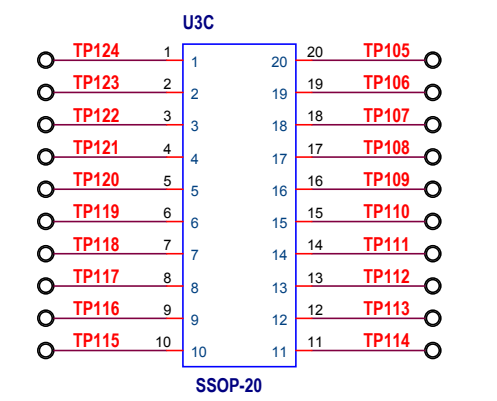 U3C
TP124 1 1 20 20 TP105
TP123 2 2 19 19 TP106
TP122 3 3 18 18 TP107
TP121 4 4 17 17 TP108
TP120 5 5 16 16 TP109
TP119 6 6 15 15 TP110
TP118 7 7 14 14 TP111
TP117 8 8 13 13 TP112
TP116 9 9 12 12 TP113
TP115 10 10 11 11 TP114
SSOP-20